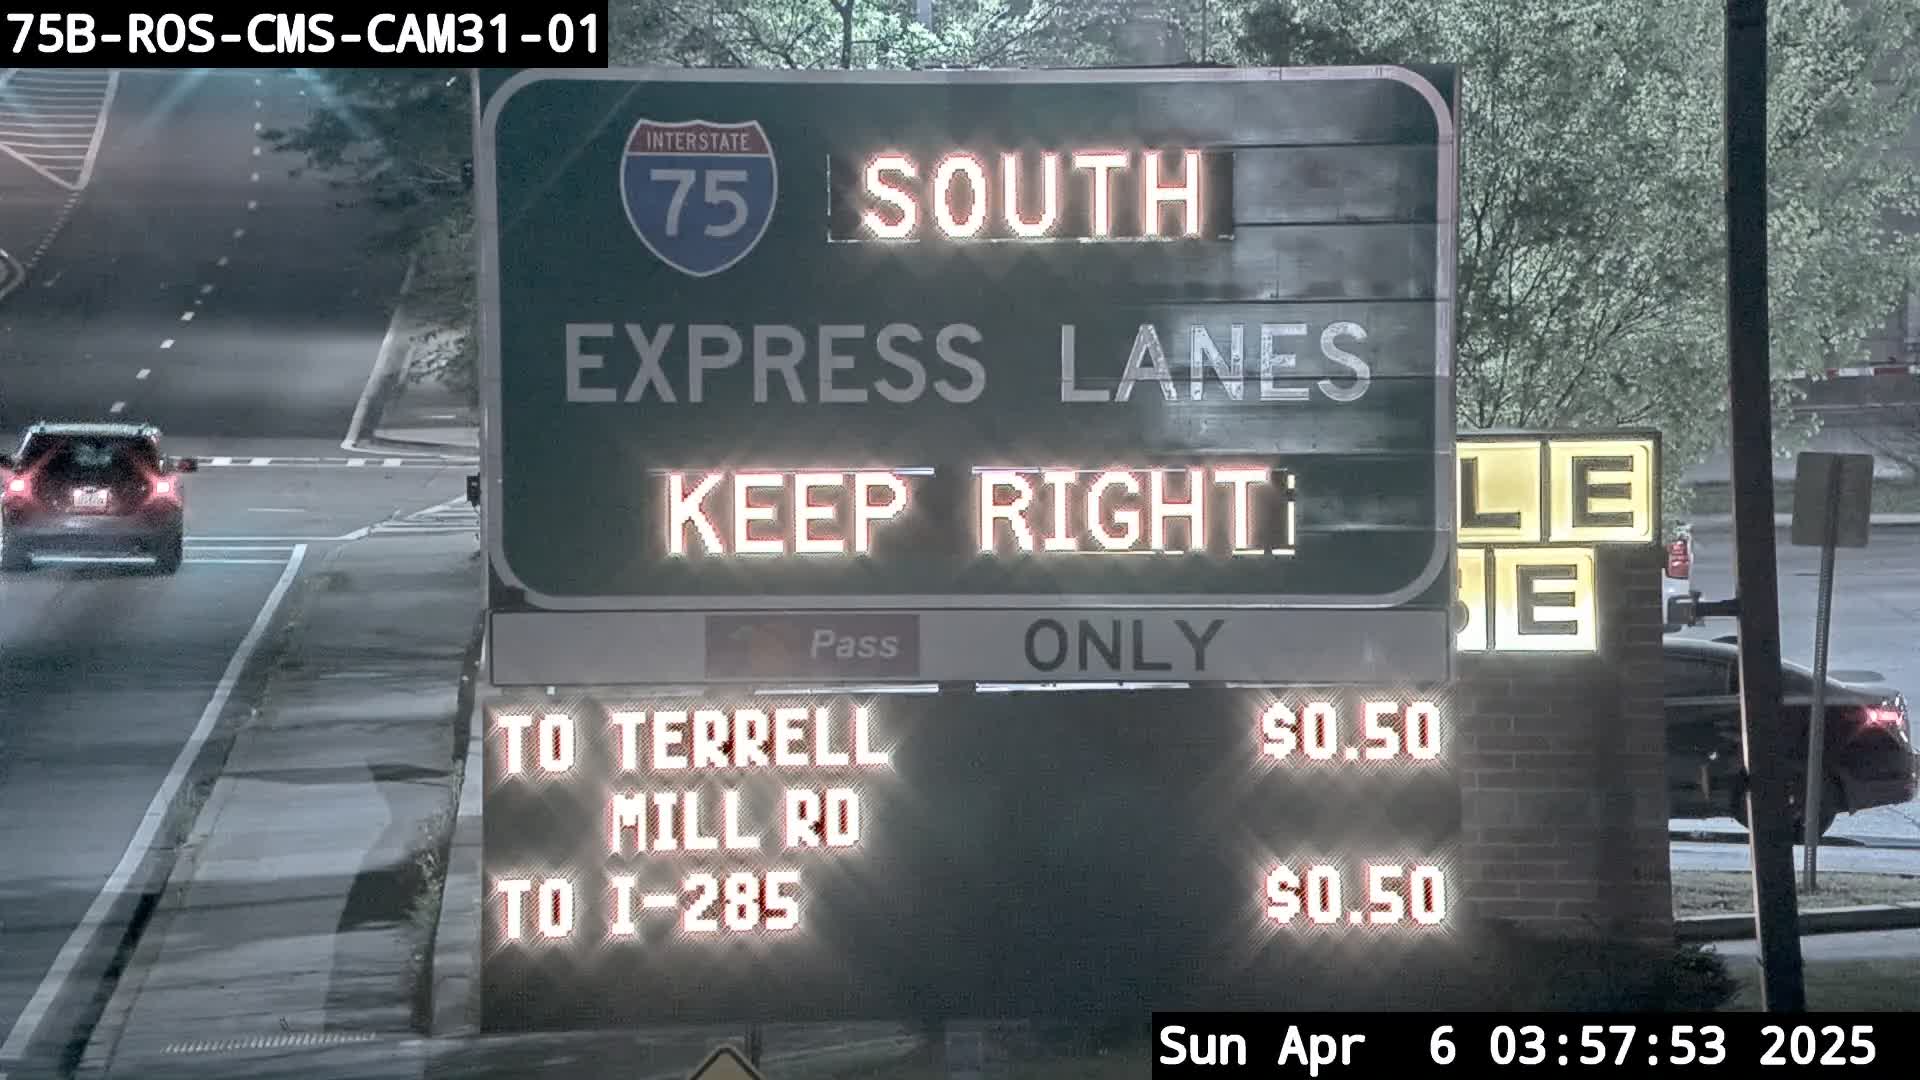 75B-ROS-CMS-CAM31-01
INTERSTATE
75
SOUTH
EXPRESS LANES
KEEP RIGHT
Pass ONLY
TO TERRELL $0.50
MILL RD
TO I-285 $0.50
LE
E
Sun Apr 6 03:57:53 2025